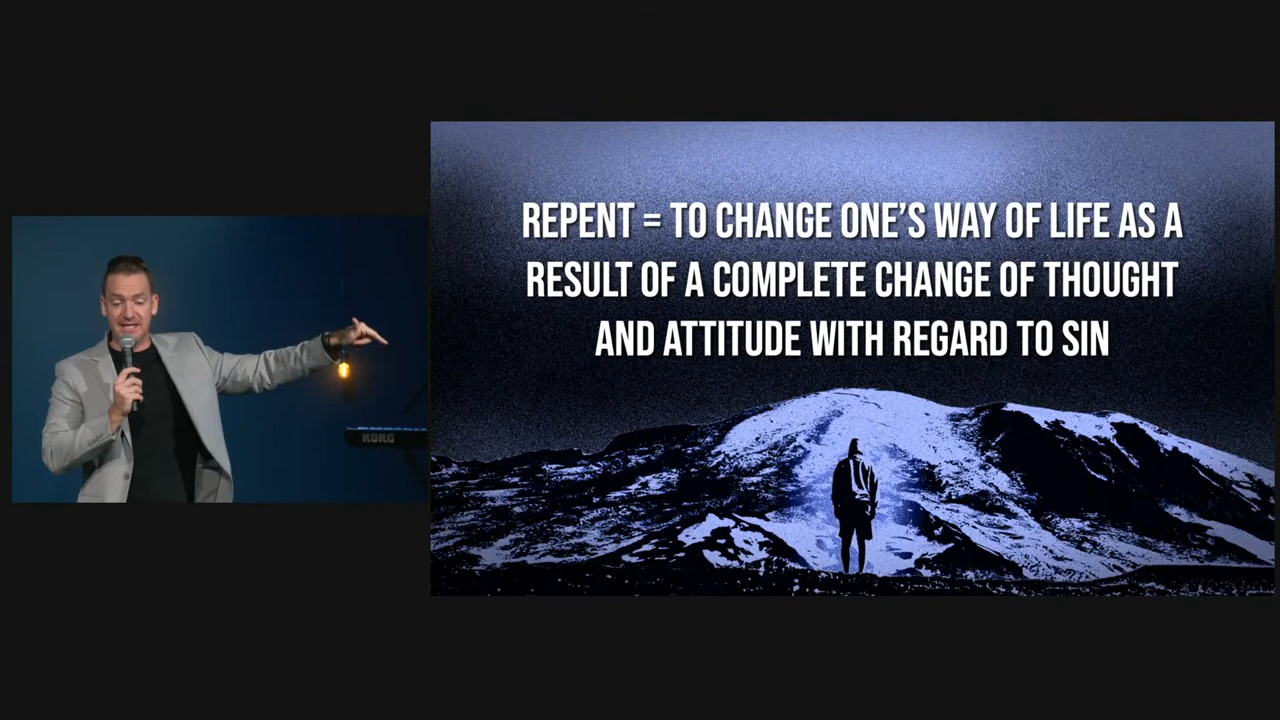 REPENT = TO CHANGE ONE’S WAY OF LIFE AS A
RESULT OF A COMPLETE CHANGE OF THOUGHT
AND ATTITUDE WITH REGARD TO SIN
KORG